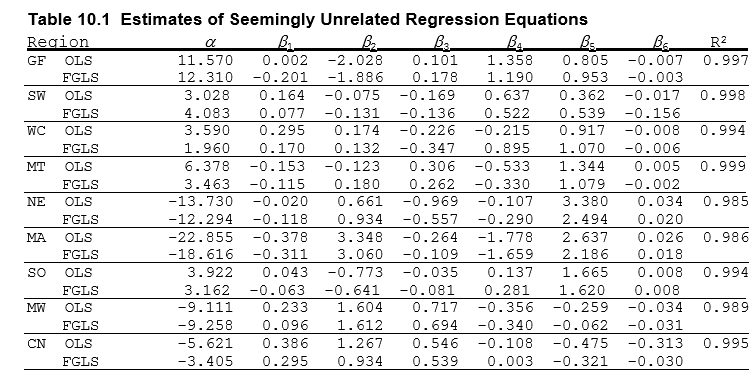 Table 10.1 Estimates of Seemingly Unrelated Regression Equations
Region α β1 β2 β3 β4 β5 β6 R²
GF OLS 11.570 0.002 −2.028 0.101 1.358 0.805 −0.007 0.997
FGLS 12.310 −0.201 −1.886 0.178 1.190 0.953 −0.003
SW OLS 3.028 0.164 −0.075 −0.169 0.637 0.362 −0.017 0.998
FGLS 4.083 0.077 −0.131 −0.136 0.522 0.539 −0.156
WC OLS 3.590 0.295 0.174 −0.226 −0.215 0.917 −0.008 0.994
FGLS 1.960 0.170 0.132 −0.347 0.895 1.070 −0.006
MT OLS 6.378 −0.153 −0.123 0.306 −0.533 1.344 0.005 0.999
FGLS 3.463 −0.115 0.180 0.262 −0.330 1.079 −0.002
NE OLS −13.730 −0.020 0.661 −0.969 −0.107 3.380 0.034 0.985
FGLS −12.294 −0.118 0.934 −0.557 −0.290 2.494 0.020
MA OLS −22.855 −0.378 3.348 −0.264 −1.778 2.637 0.026 0.986
FGLS −18.616 −0.311 3.060 −0.109 −1.659 2.186 0.018
SO OLS 3.922 0.043 −0.773 −0.035 0.137 1.665 0.008 0.994
FGLS 3.162 −0.063 −0.641 −0.081 0.281 1.620 0.008
MW OLS −9.111 0.233 1.604 0.717 −0.356 −0.259 −0.034 0.989
FGLS −9.258 0.096 1.612 0.694 −0.340 −0.062 −0.031
CN OLS −5.621 0.386 1.267 0.546 −0.108 −0.475 −0.313 0.995
FGLS −3.405 0.295 0.934 0.539 0.003 −0.321 −0.030